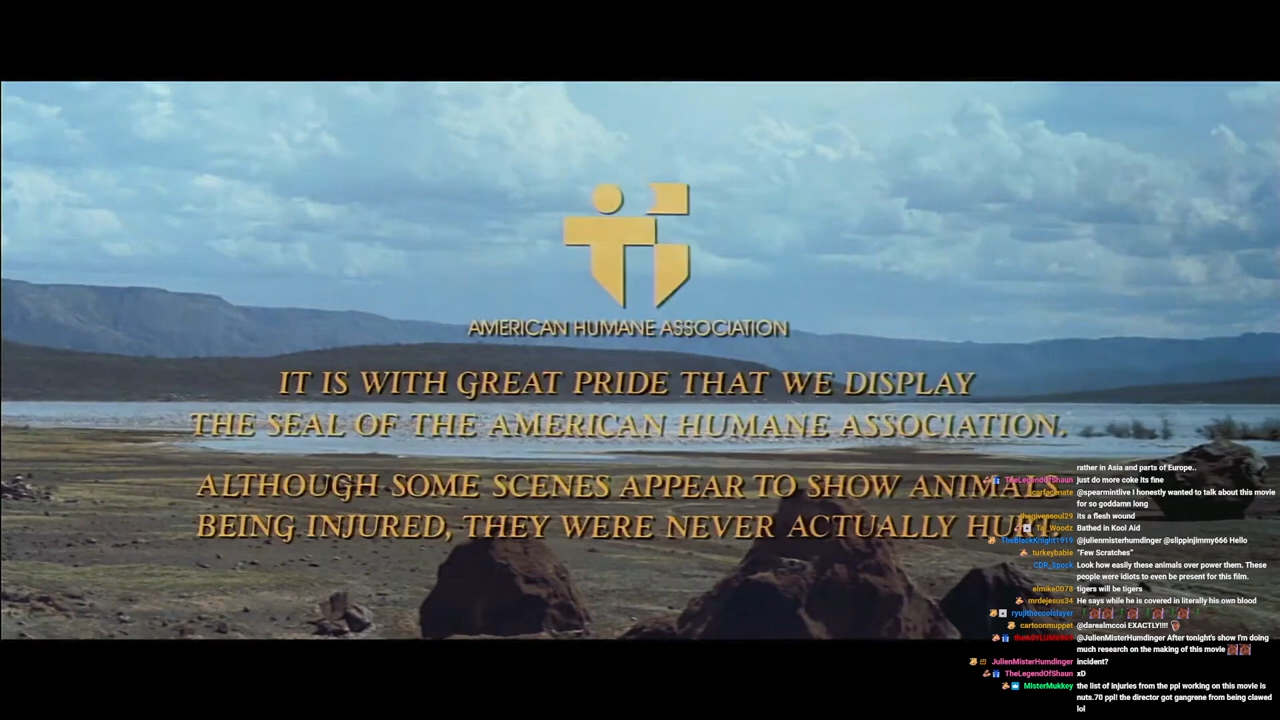 AMERICAN HUMANE ASSOCIATION
IT IS WITH GREAT PRIDE THAT WE DISPLAY
THE SEAL OF THE AMERICAN HUMANE ASSOCIATION.
ALTHOUGH SOME SCENES APPEAR TO SHOW ANIMALS
BEING INJURED, THEY WERE NEVER ACTUALLY
rather in Asia and parts of Europe..
TheLegendOfShaun just do more coke its fine
@spearmintlive I honestly wanted to talk about this movie
for so goddamn long
its a flesh wound
Tai_Woodz Bathed in Kool Aid
TheBlackKnight1919 @julienmisterhumdinger @slippinjimmy666 Hello
turkeybabie "Few Scratches"
CDR_Spock Look how easily these animals over power them. These
people were idiots to even be present for this film.
elmike0078 tigers will be tigers
mrdejesus34 He says while he is covered in literally his own blood
ryujithecoolslayer
cartoonmuppet @darealmccoi EXACTLY!!!!
@JulienMisterHumdinger After tonight's show I'm doing
much research on the making of this movie
JulienMisterHumdinger incident?
TheLegendOfShaun xD
MisterMukkey the list of injuries from the ppl working on this movie is
nuts.70 ppl! the director got gangrene from being clawed
lol